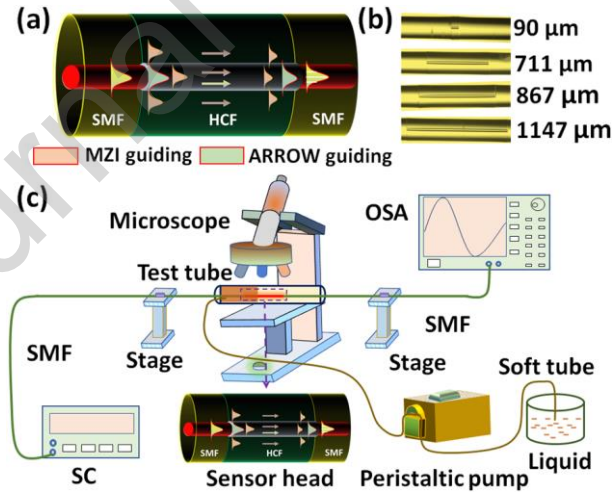 (a)
SMF
HCF
SMF
MZI guiding
ARROW guiding
(b)
90 μm
711 μm
867 μm
1147 μm
(c)
Microscope
OSA
Test tube
SMF
Stage
Stage
SMF
Soft tube
SC
SMF
HCF
SMF
Sensor head
Peristaltic pump
Liquid